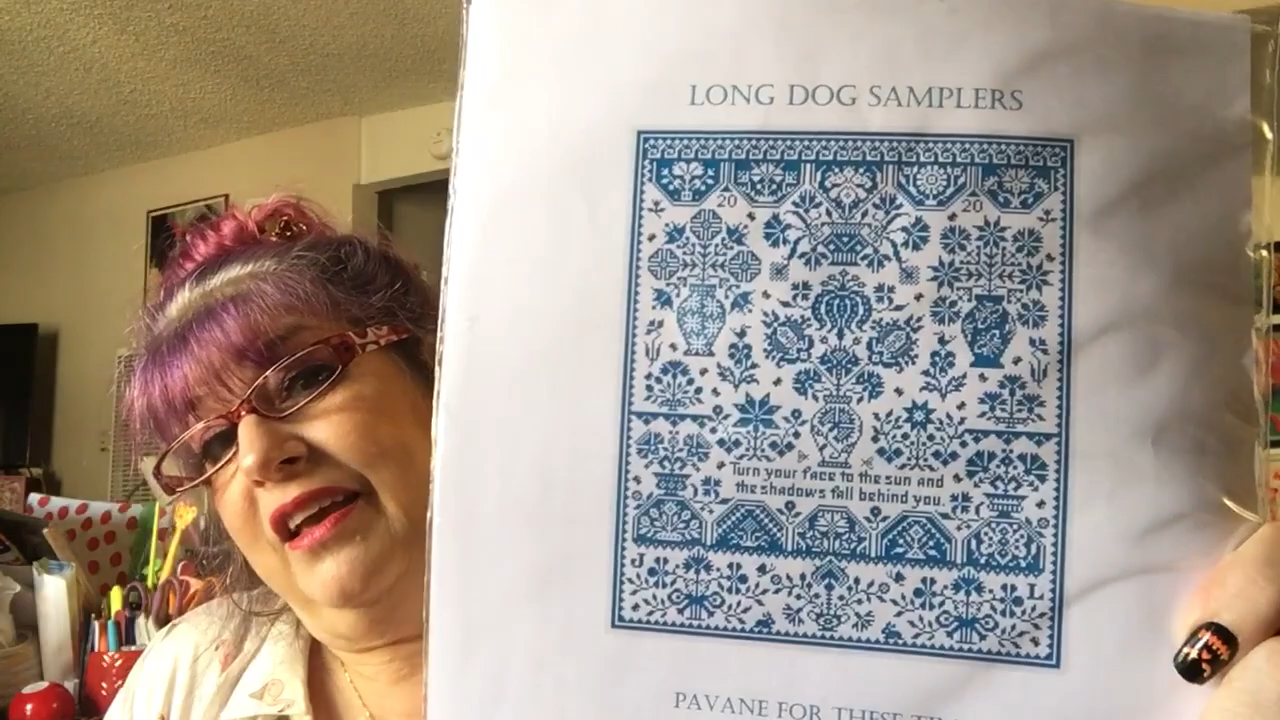 LONG DOG SAMPLERS
20 20
Turn your face to the sun and
the shadows fall behind you.
J L
PAVANE FOR THESE